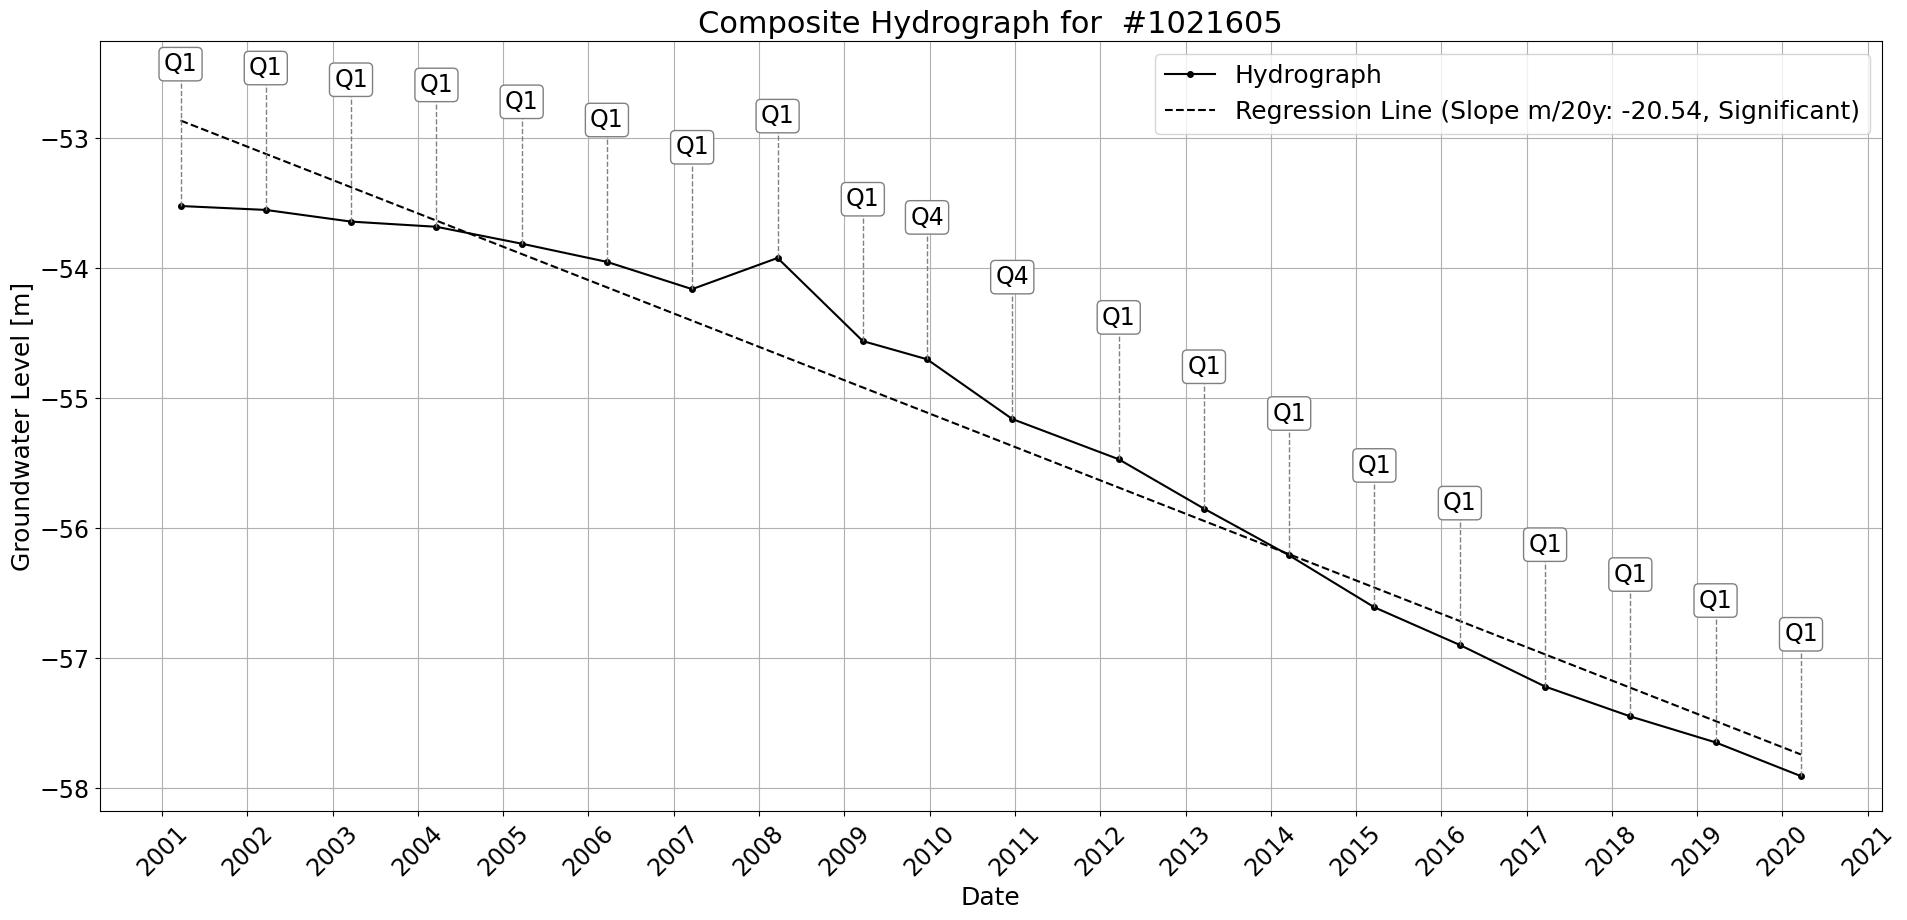 Composite Hydrograph for  #1021605
Hydrograph
Regression Line (Slope m/20y: -20.54, Significant)
Q1
Q1
Q1
Q1
Q1
Q1
Q1
Q1
Q1
Q4
Q4
Q1
Q1
Q1
Q1
Q1
Q1
Q1
Q1
Q1
Groundwater Level [m]
−53
−54
−55
−56
−57
−58
2001
2002
2003
2004
2005
2006
2007
2008
2009
2010
2011
2012
2013
2014
2015
2016
2017
2018
2019
2020
2021
Date